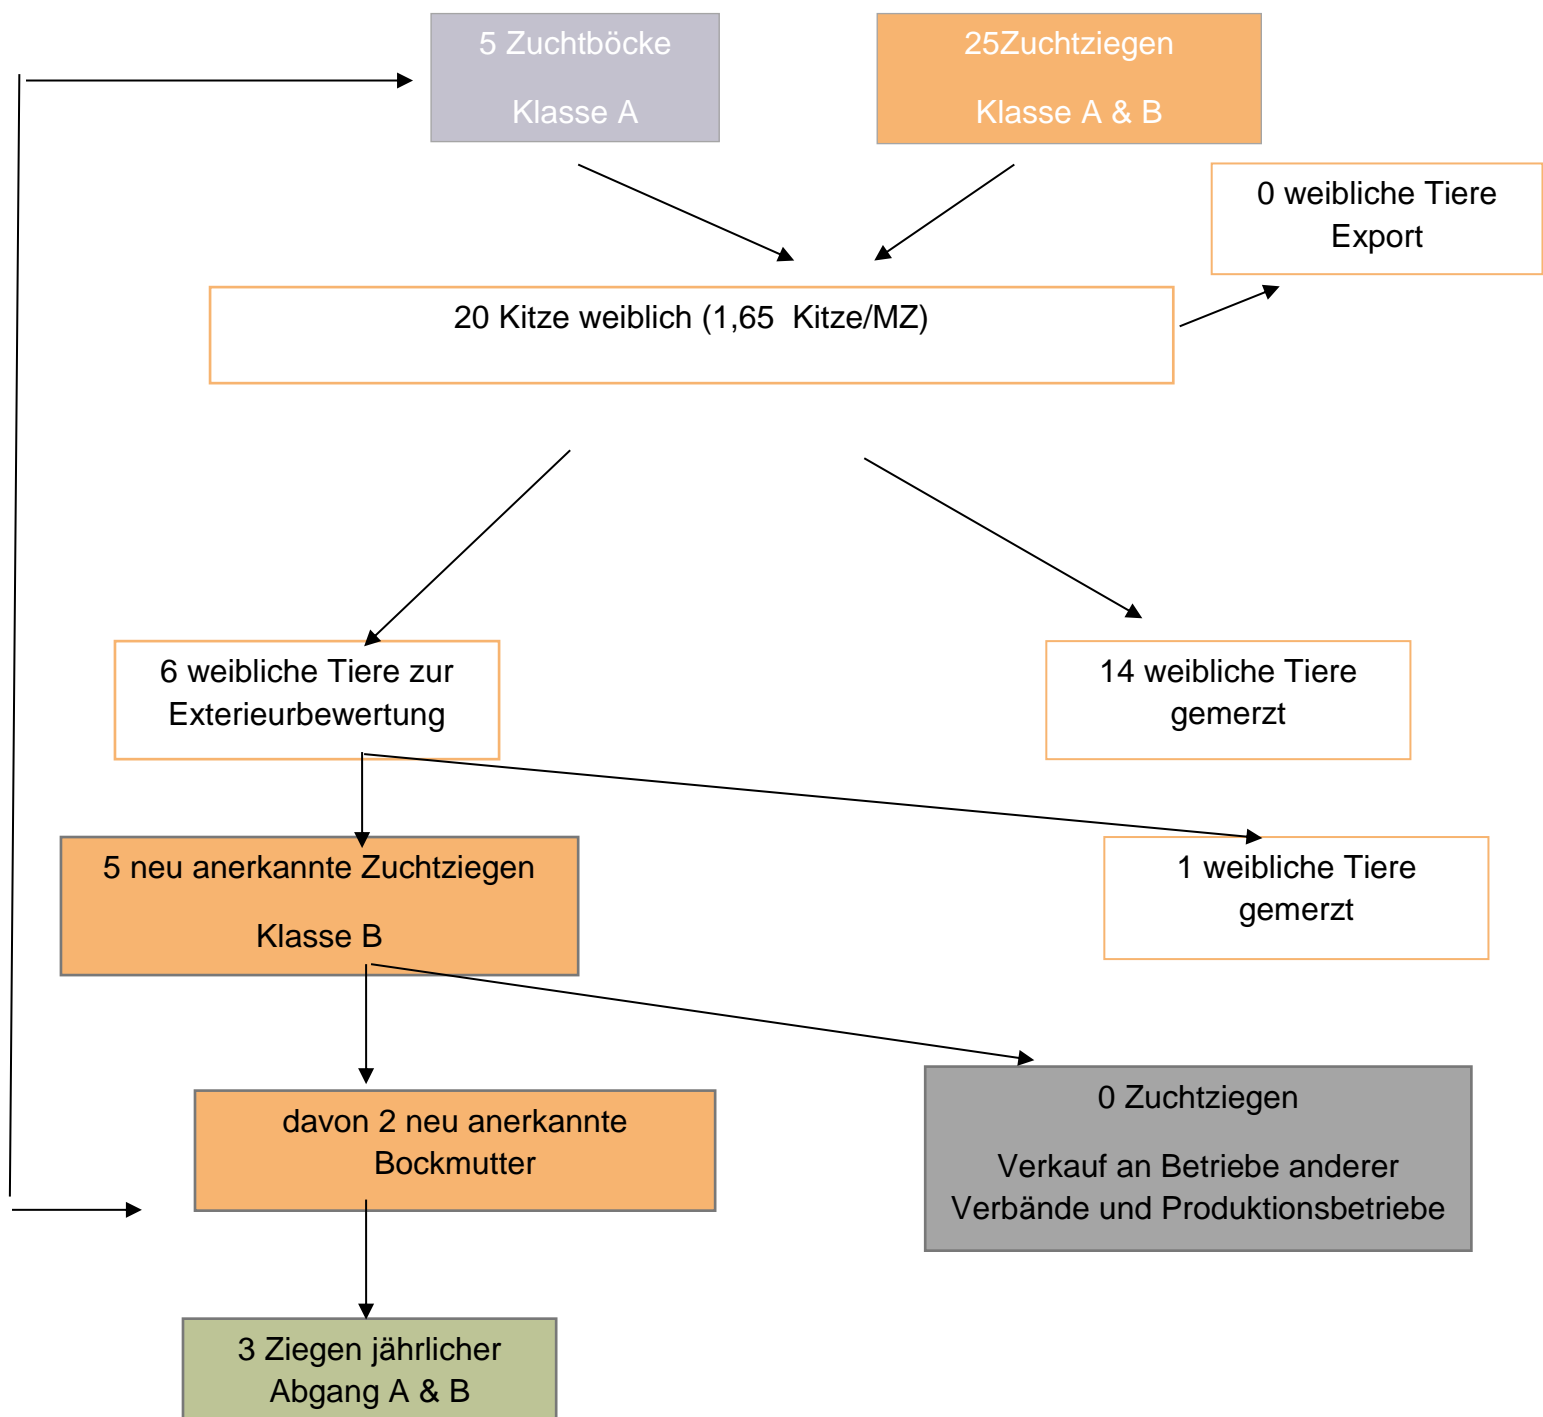 5 Zuchtböcke
Klasse A
25Zuchtziegen
Klasse A & B
0 weibliche Tiere
Export
20 Kitze weiblich (1,65  Kitze/MZ)
6 weibliche Tiere zur
Exterieurbewertung
14 weibliche Tiere
gemerzt
5 neu anerkannte Zuchtziegen
Klasse B
1 weibliche Tiere
gemerzt
davon 2 neu anerkannte
Bockmutter
0 Zuchtziegen
Verkauf an Betriebe anderer
Verbände und Produktionsbetriebe
3 Ziegen jährlicher
Abgang A & B